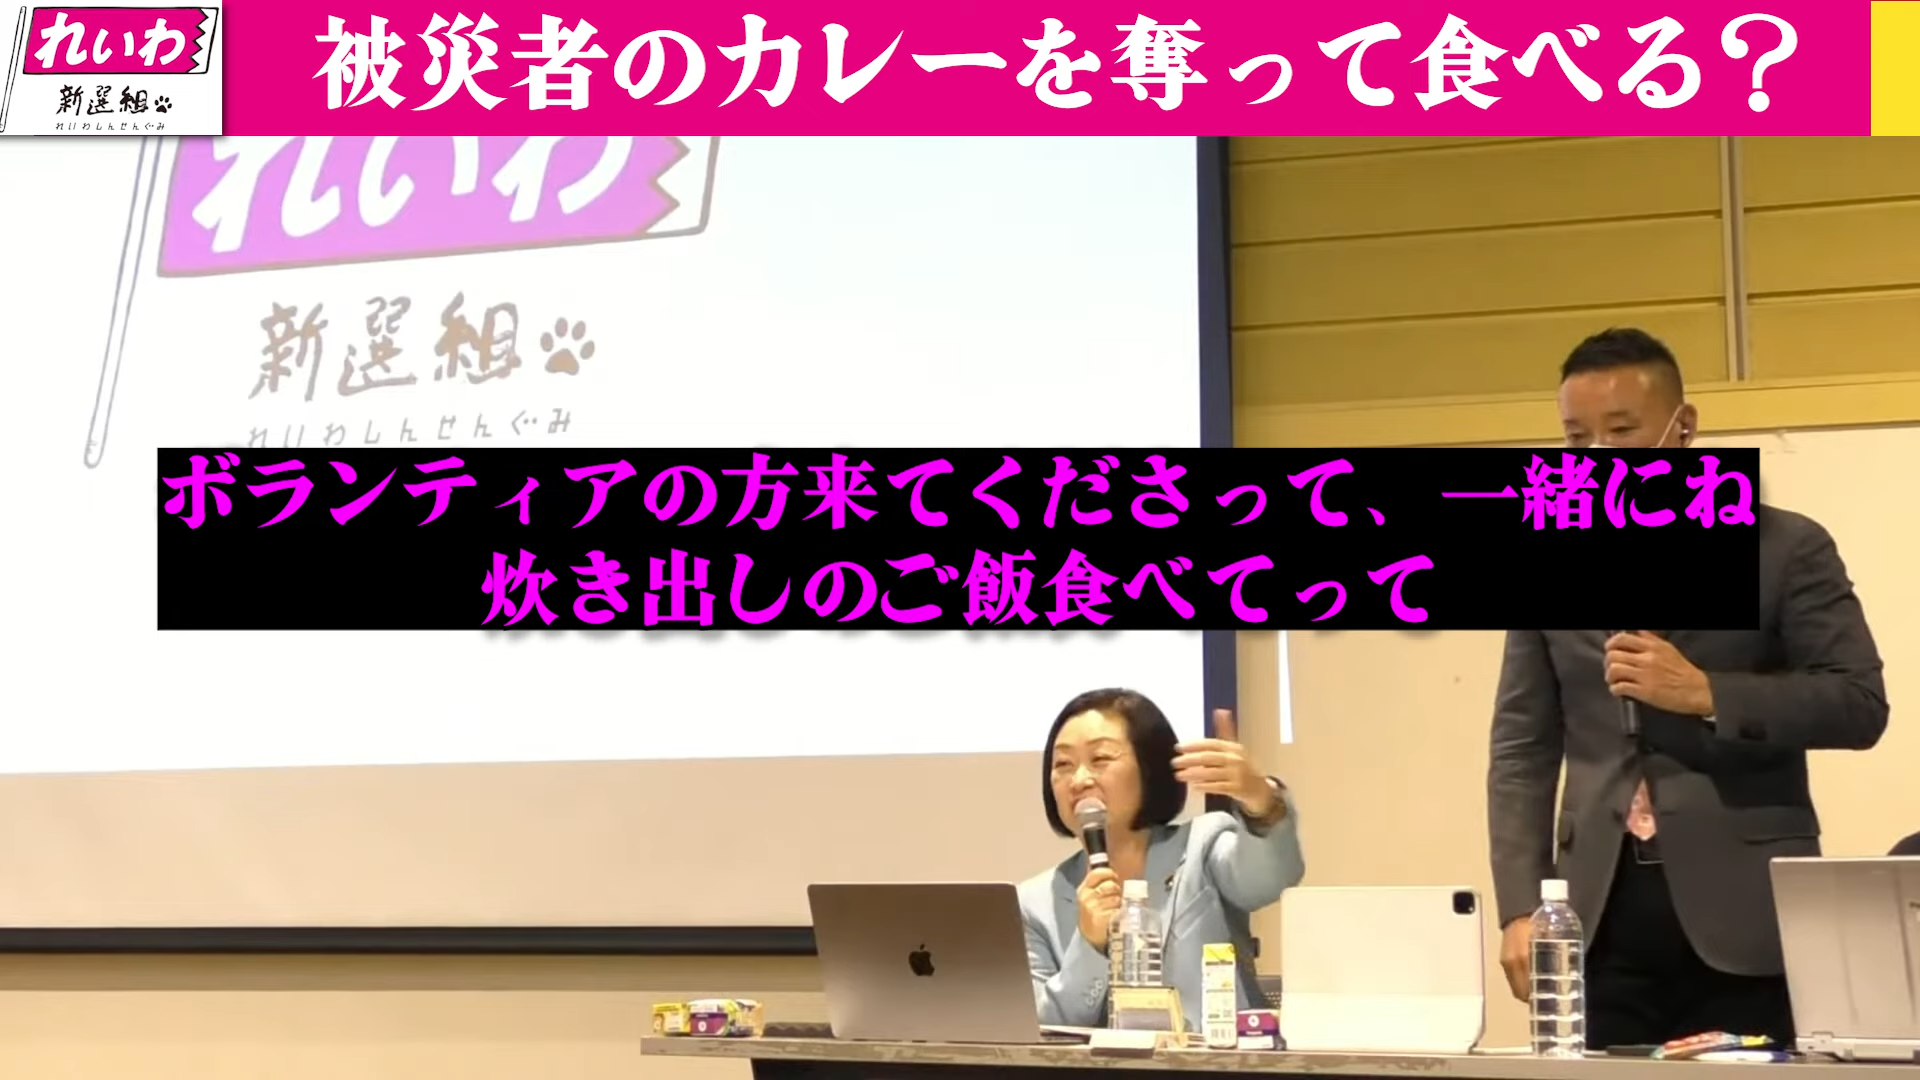 れいわ
新選組
れいわしんせんぐみ
被災者のカレーを奪って食べる？
れいわ
新選組
れいわしんせんぐみ
ボランティアの方来てくださって、一緒にね
炊き出しのご飯食べてって